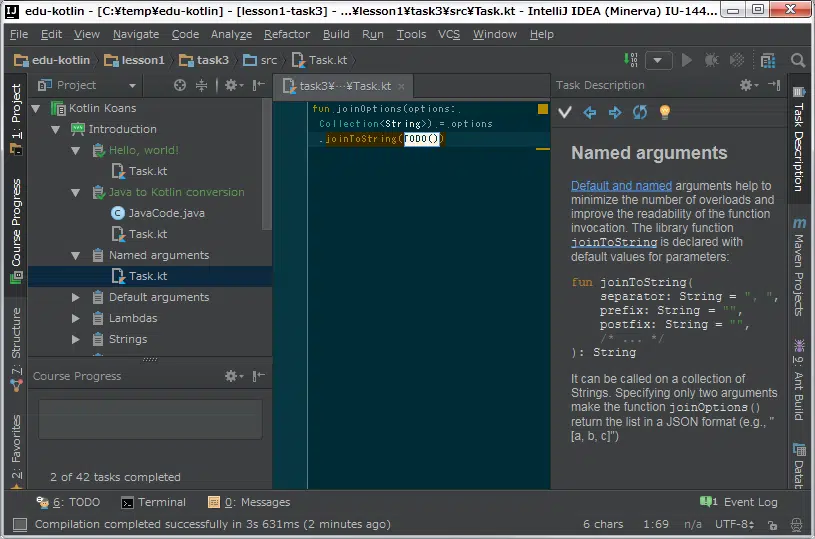 edu-kotlin - [C:¥temp¥edu-kotlin] - [lesson1-task3] - ...¥lesson1¥task3¥src¥Task.kt - IntelliJ IDEA (Minerva) IU-144....
File Edit View Navigate Code Analyze Refactor Build Run Tools VCS Window Help
edu-kotlin lesson1 task3 src Task.kt
1: Project
Course Progress
7: Structure
2: Favorites
Project
Kotlin Koans
Introduction
Hello, world!
Task.kt
Java to Kotlin conversion
JavaCode.java
Task.kt
Named arguments
Task.kt
Default arguments
Lambdas
Strings
Course Progress
2 of 42 tasks completed
task3¥…¥Task.kt
fun joinOptions(options:
Collection<String>) = options
.joinToString(TODO())
Task Description
Named arguments
Default and named arguments help to
minimize the number of overloads and
improve the readability of the function
invocation. The library function
joinToString is declared with
default values for parameters:
fun joinToString(
separator: String = ", ",
prefix: String = "",
postfix: String = "",
/* ... */
): String
It can be called on a collection of
Strings. Specifying only two arguments
make the function joinOptions()
return the list in a JSON format (e.g., "
[a, b, c]")
Task Description
Maven Projects
9: Ant Build
6: TODO Terminal 0: Messages 1 Event Log
Compilation completed successfully in 3s 631ms (2 minutes ago) 6 chars 1:69 n/a UTF-8